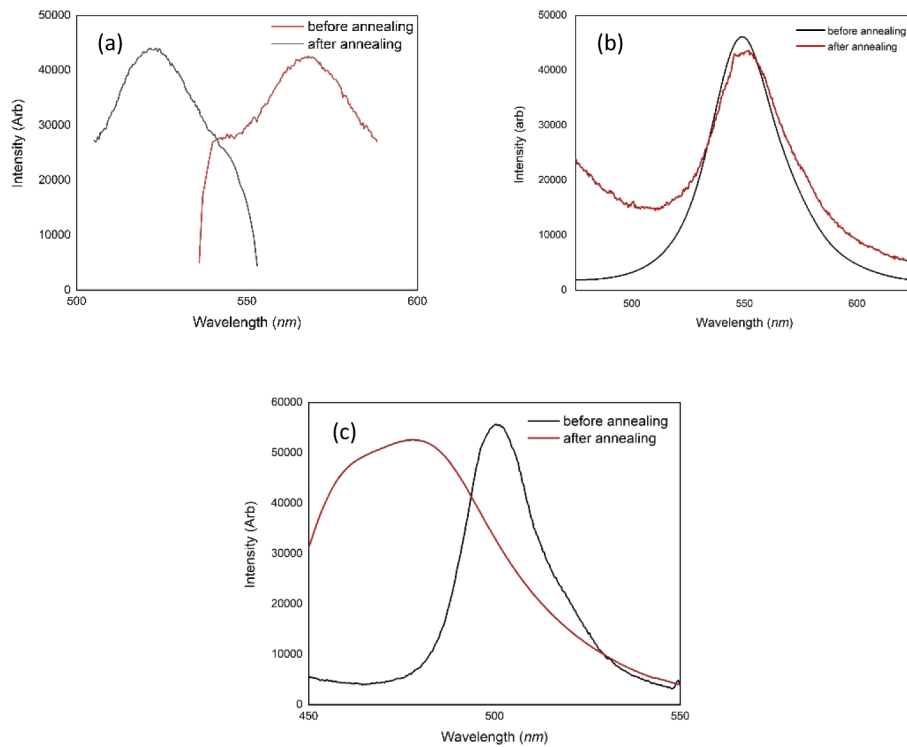 (a)
before annealing
after annealing
50000
40000
30000
20000
10000
0
500
550
600
Intensity (Arb)
Wavelength (nm)
(b)
before annealing
after annealing
50000
40000
30000
20000
10000
0
500
550
600
Intensity (arb)
Wavelength (nm)
(c)
before annealing
after annealing
60000
50000
40000
30000
20000
10000
0
450
500
550
Intensity (Arb)
Wavelength (nm)